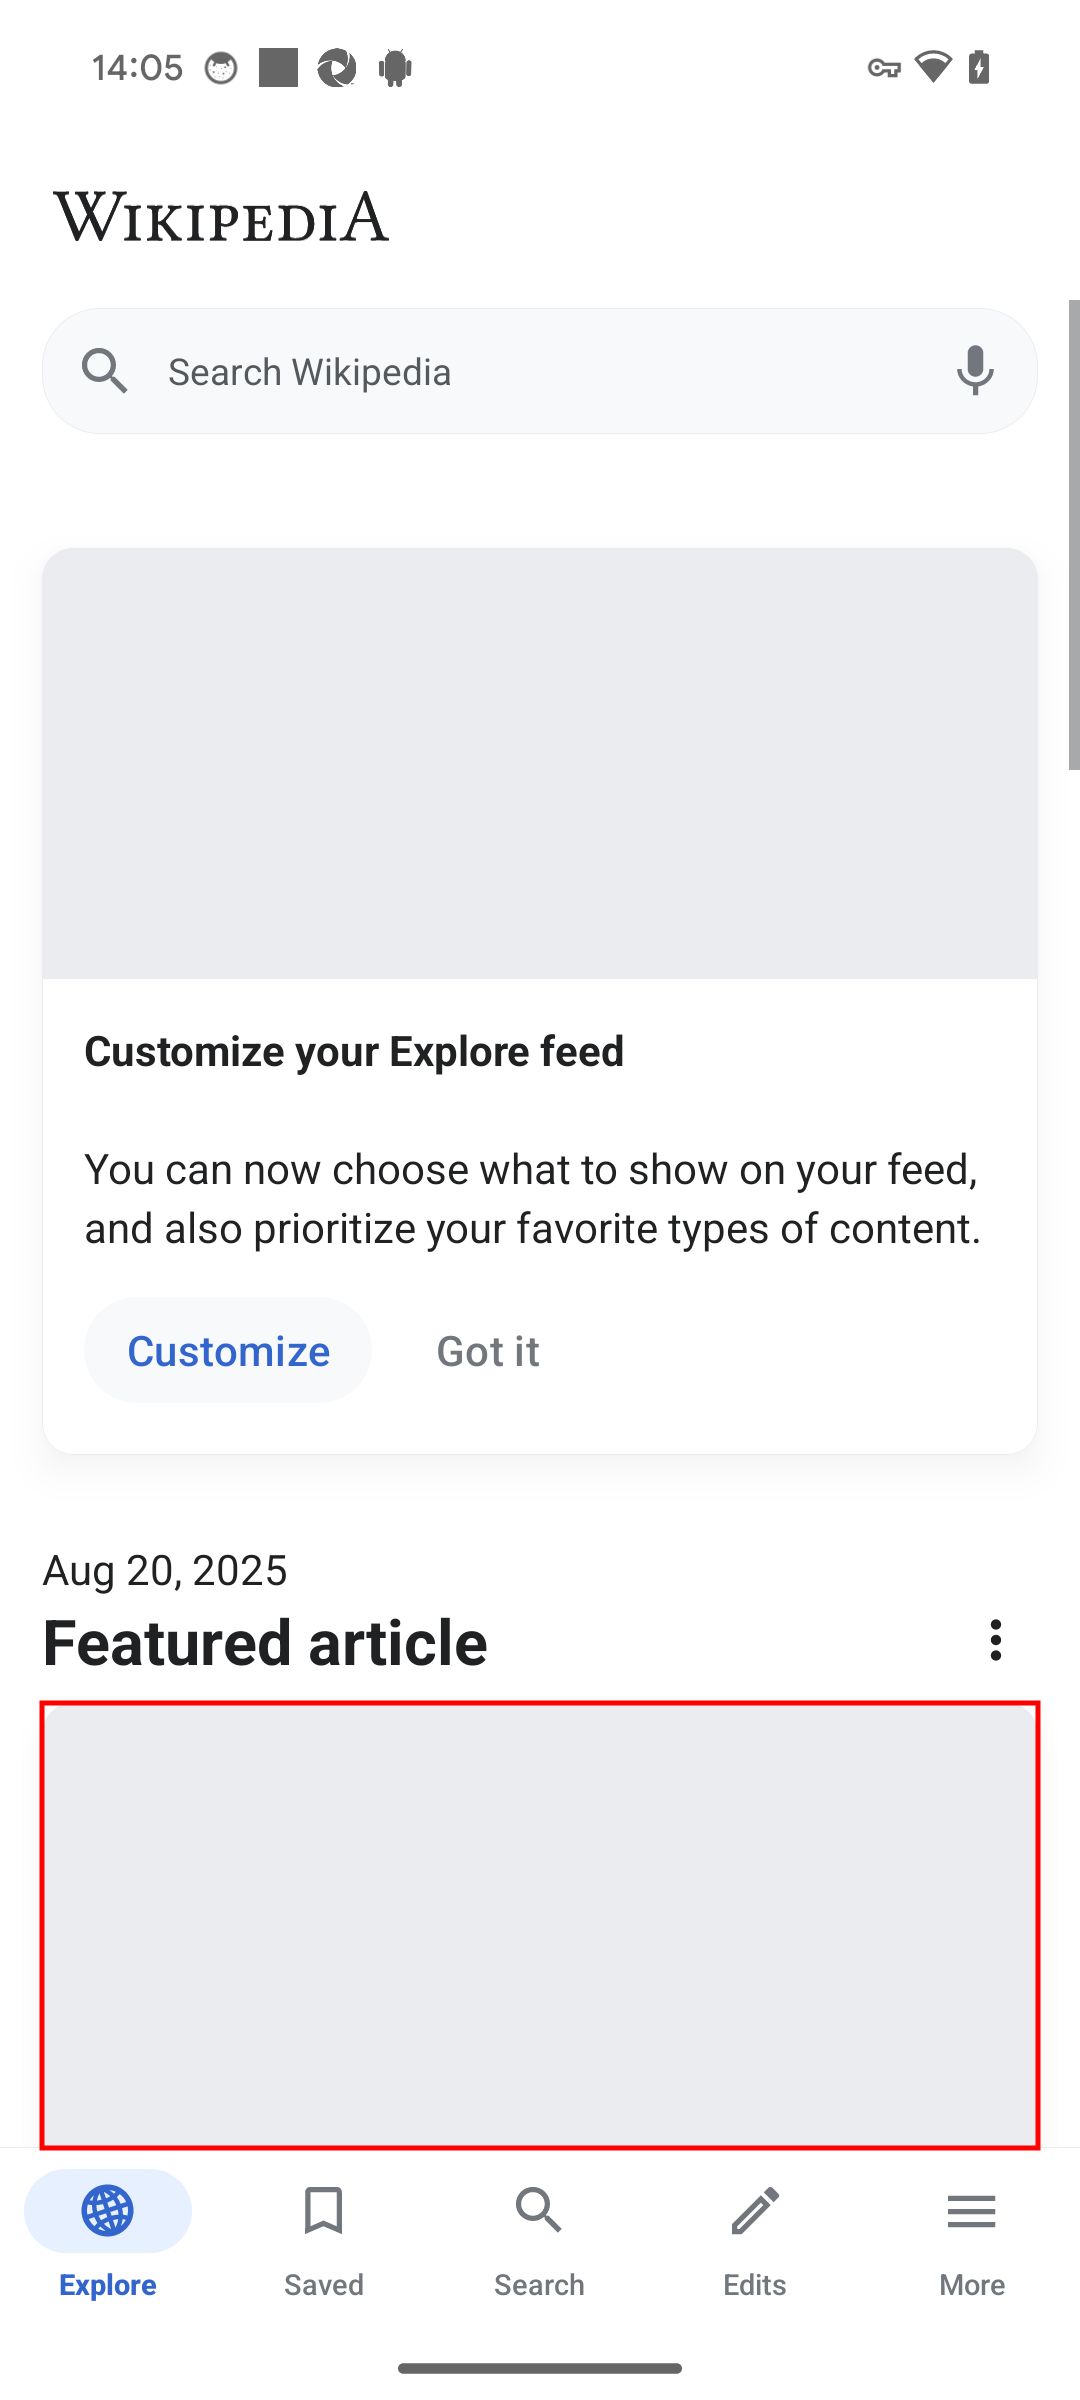 14:05
WIKIPEDIA
Search Wikipedia
Customize your Explore feed
You can now choose what to show on your feed,
and also prioritize your favorite types of content.
Customize Got it
Aug 20, 2025
Featured article
Explore Saved Search Edits More